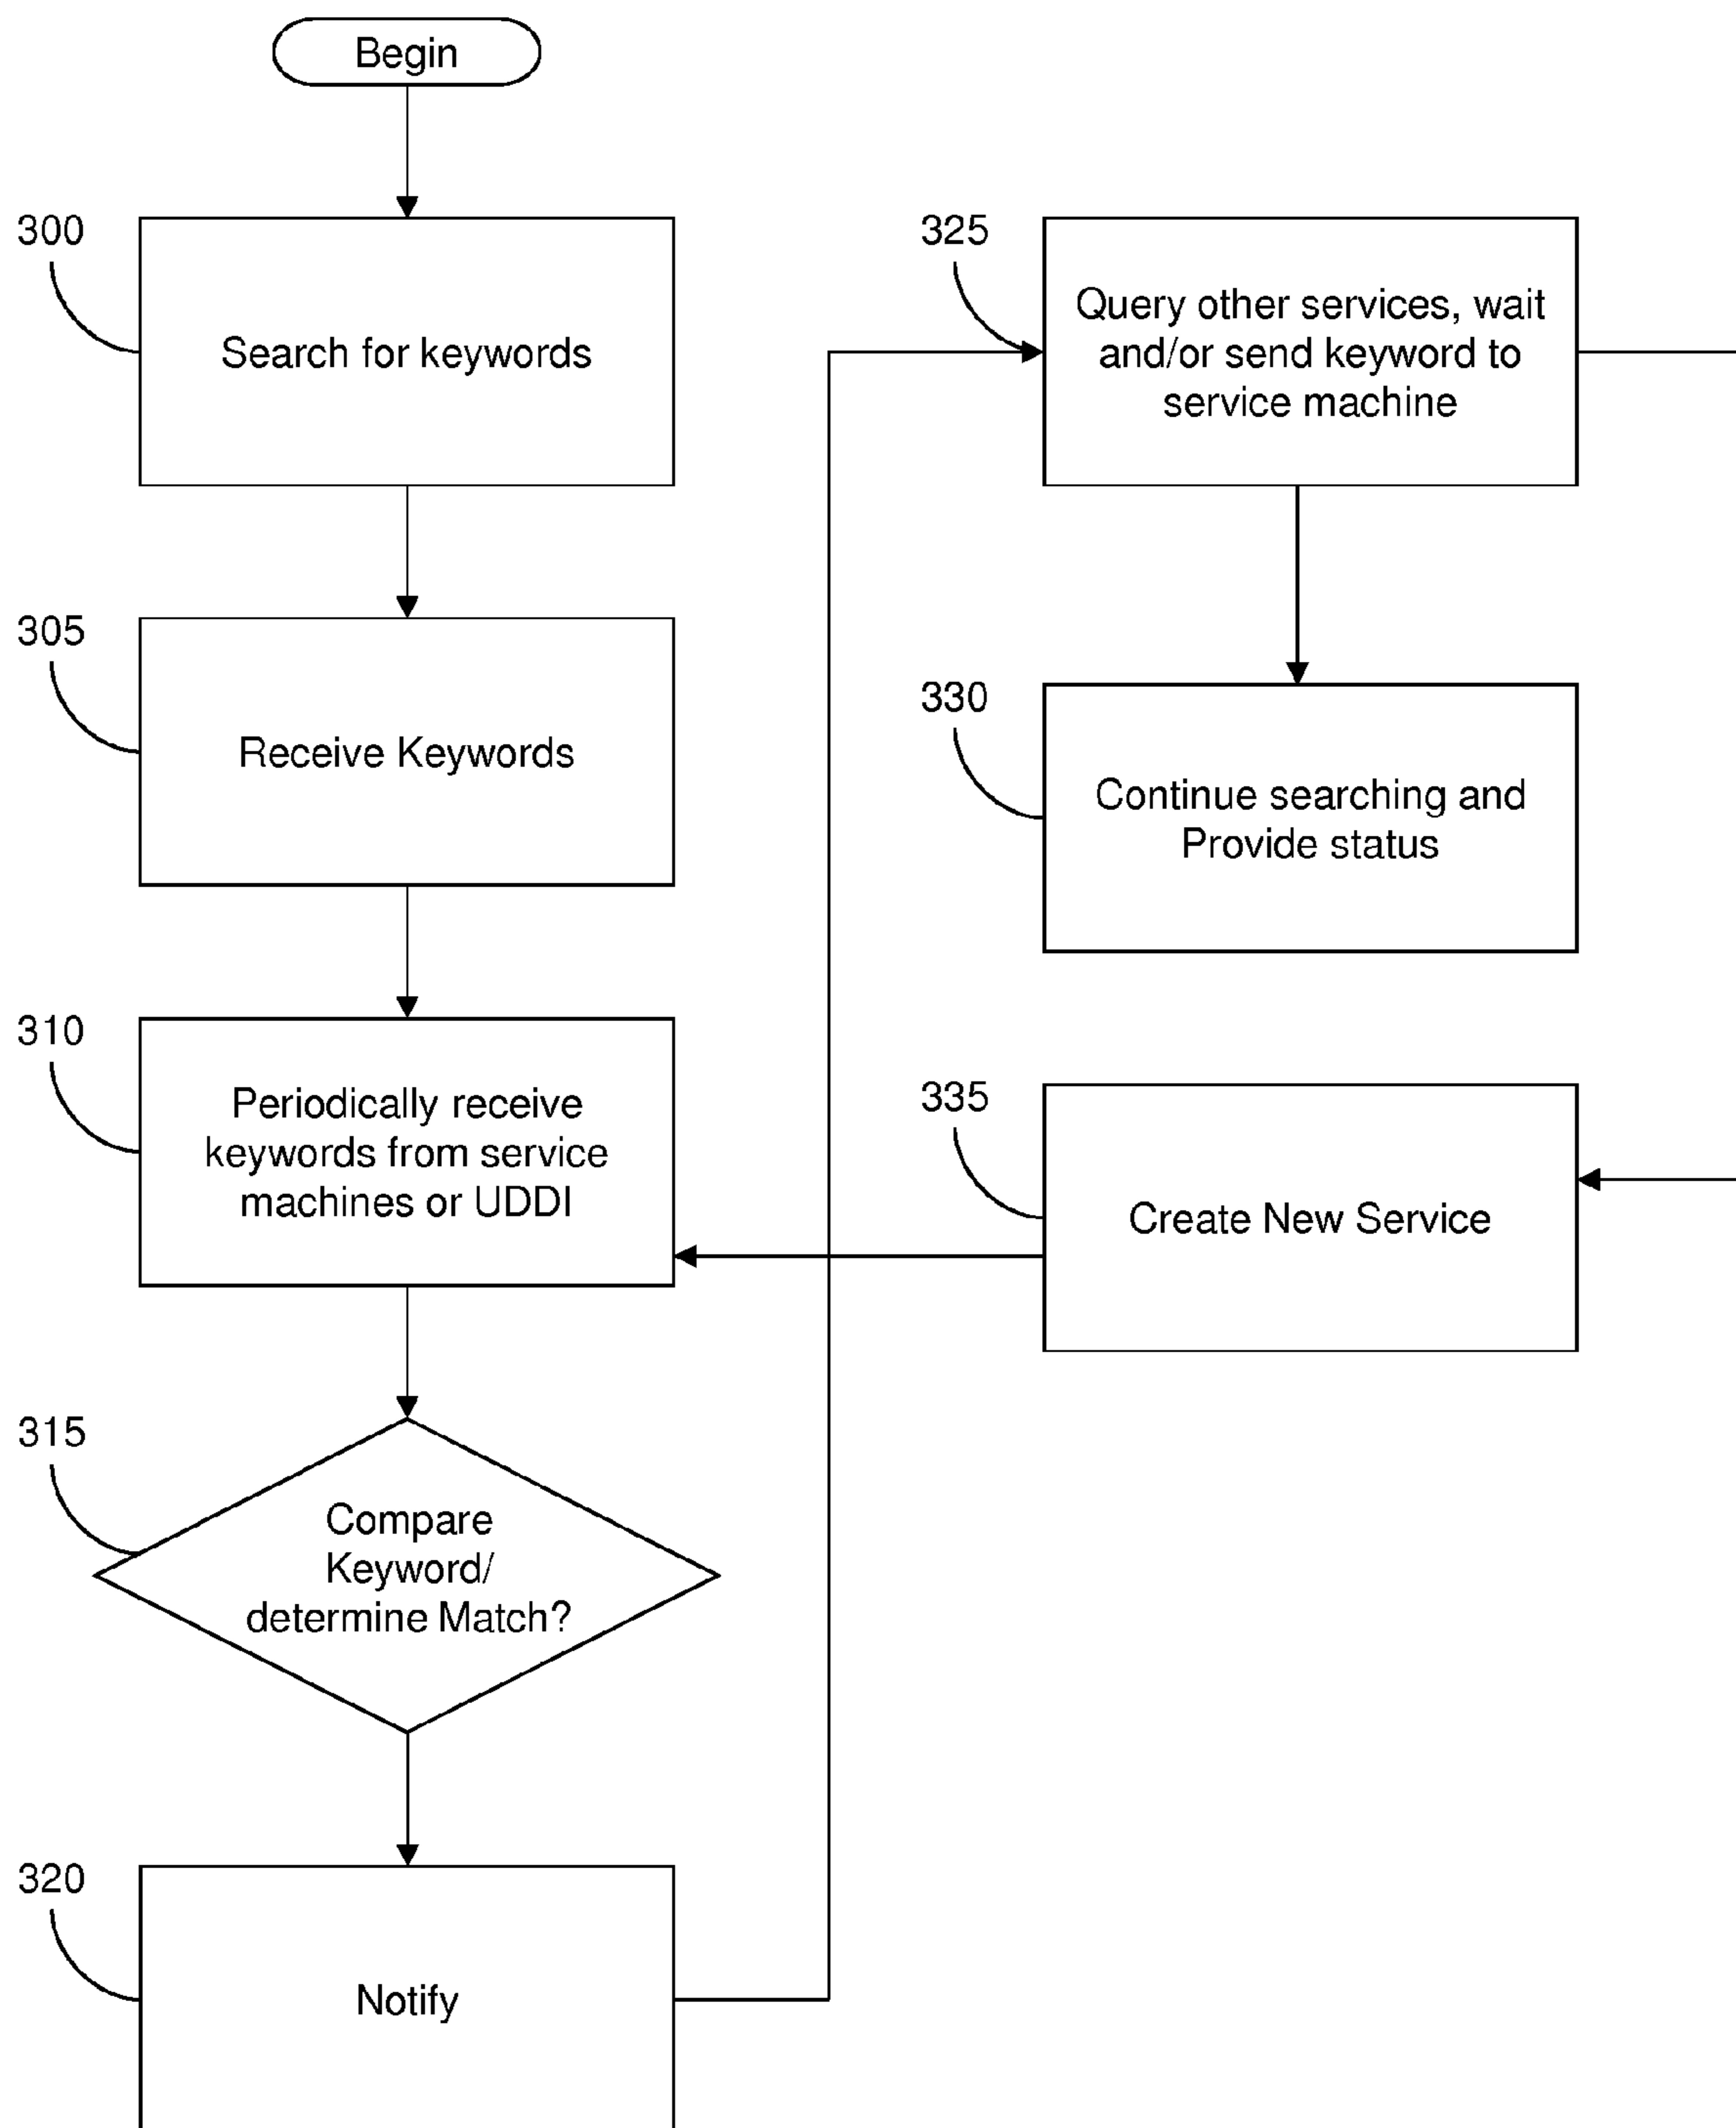 Begin
300
Search for keywords
305
Receive Keywords
310
Periodically receive
keywords from service
machines or UDDI
315
Compare
Keyword/
determine Match?
320
Notify
325
Query other services, wait
and/or send keyword to
service machine
330
Continue searching and
Provide status
335
Create New Service